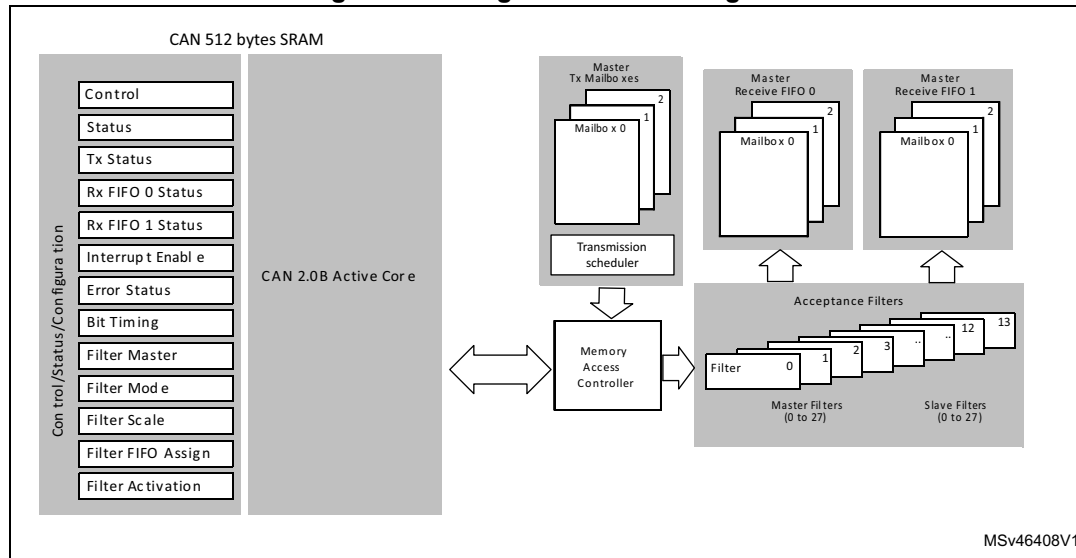 CAN 512 bytes SRAM
Control/Status/Configuration
Control
Status
Tx Status
Rx FIFO 0 Status
Rx FIFO 1 Status
Interrupt Enable
Error Status
Bit Timing
Filter Master
Filter Mode
Filter Scale
Filter FIFO Assign
Filter Activation
CAN 2.0B Active Core
Master
Tx Mailboxes
2
1
Mailbox 0
Transmission
scheduler
Master
Receive FIFO 0
2
1
Mailbox 0
Master
Receive FIFO 1
2
1
Mailbox 0
Memory
Access
Controller
Acceptance Filters
Filter 0
1
2
3
..
..
12
13
Master Filters
(0 to 27)
Slave Filters
(0 to 27)
MSv46408V1